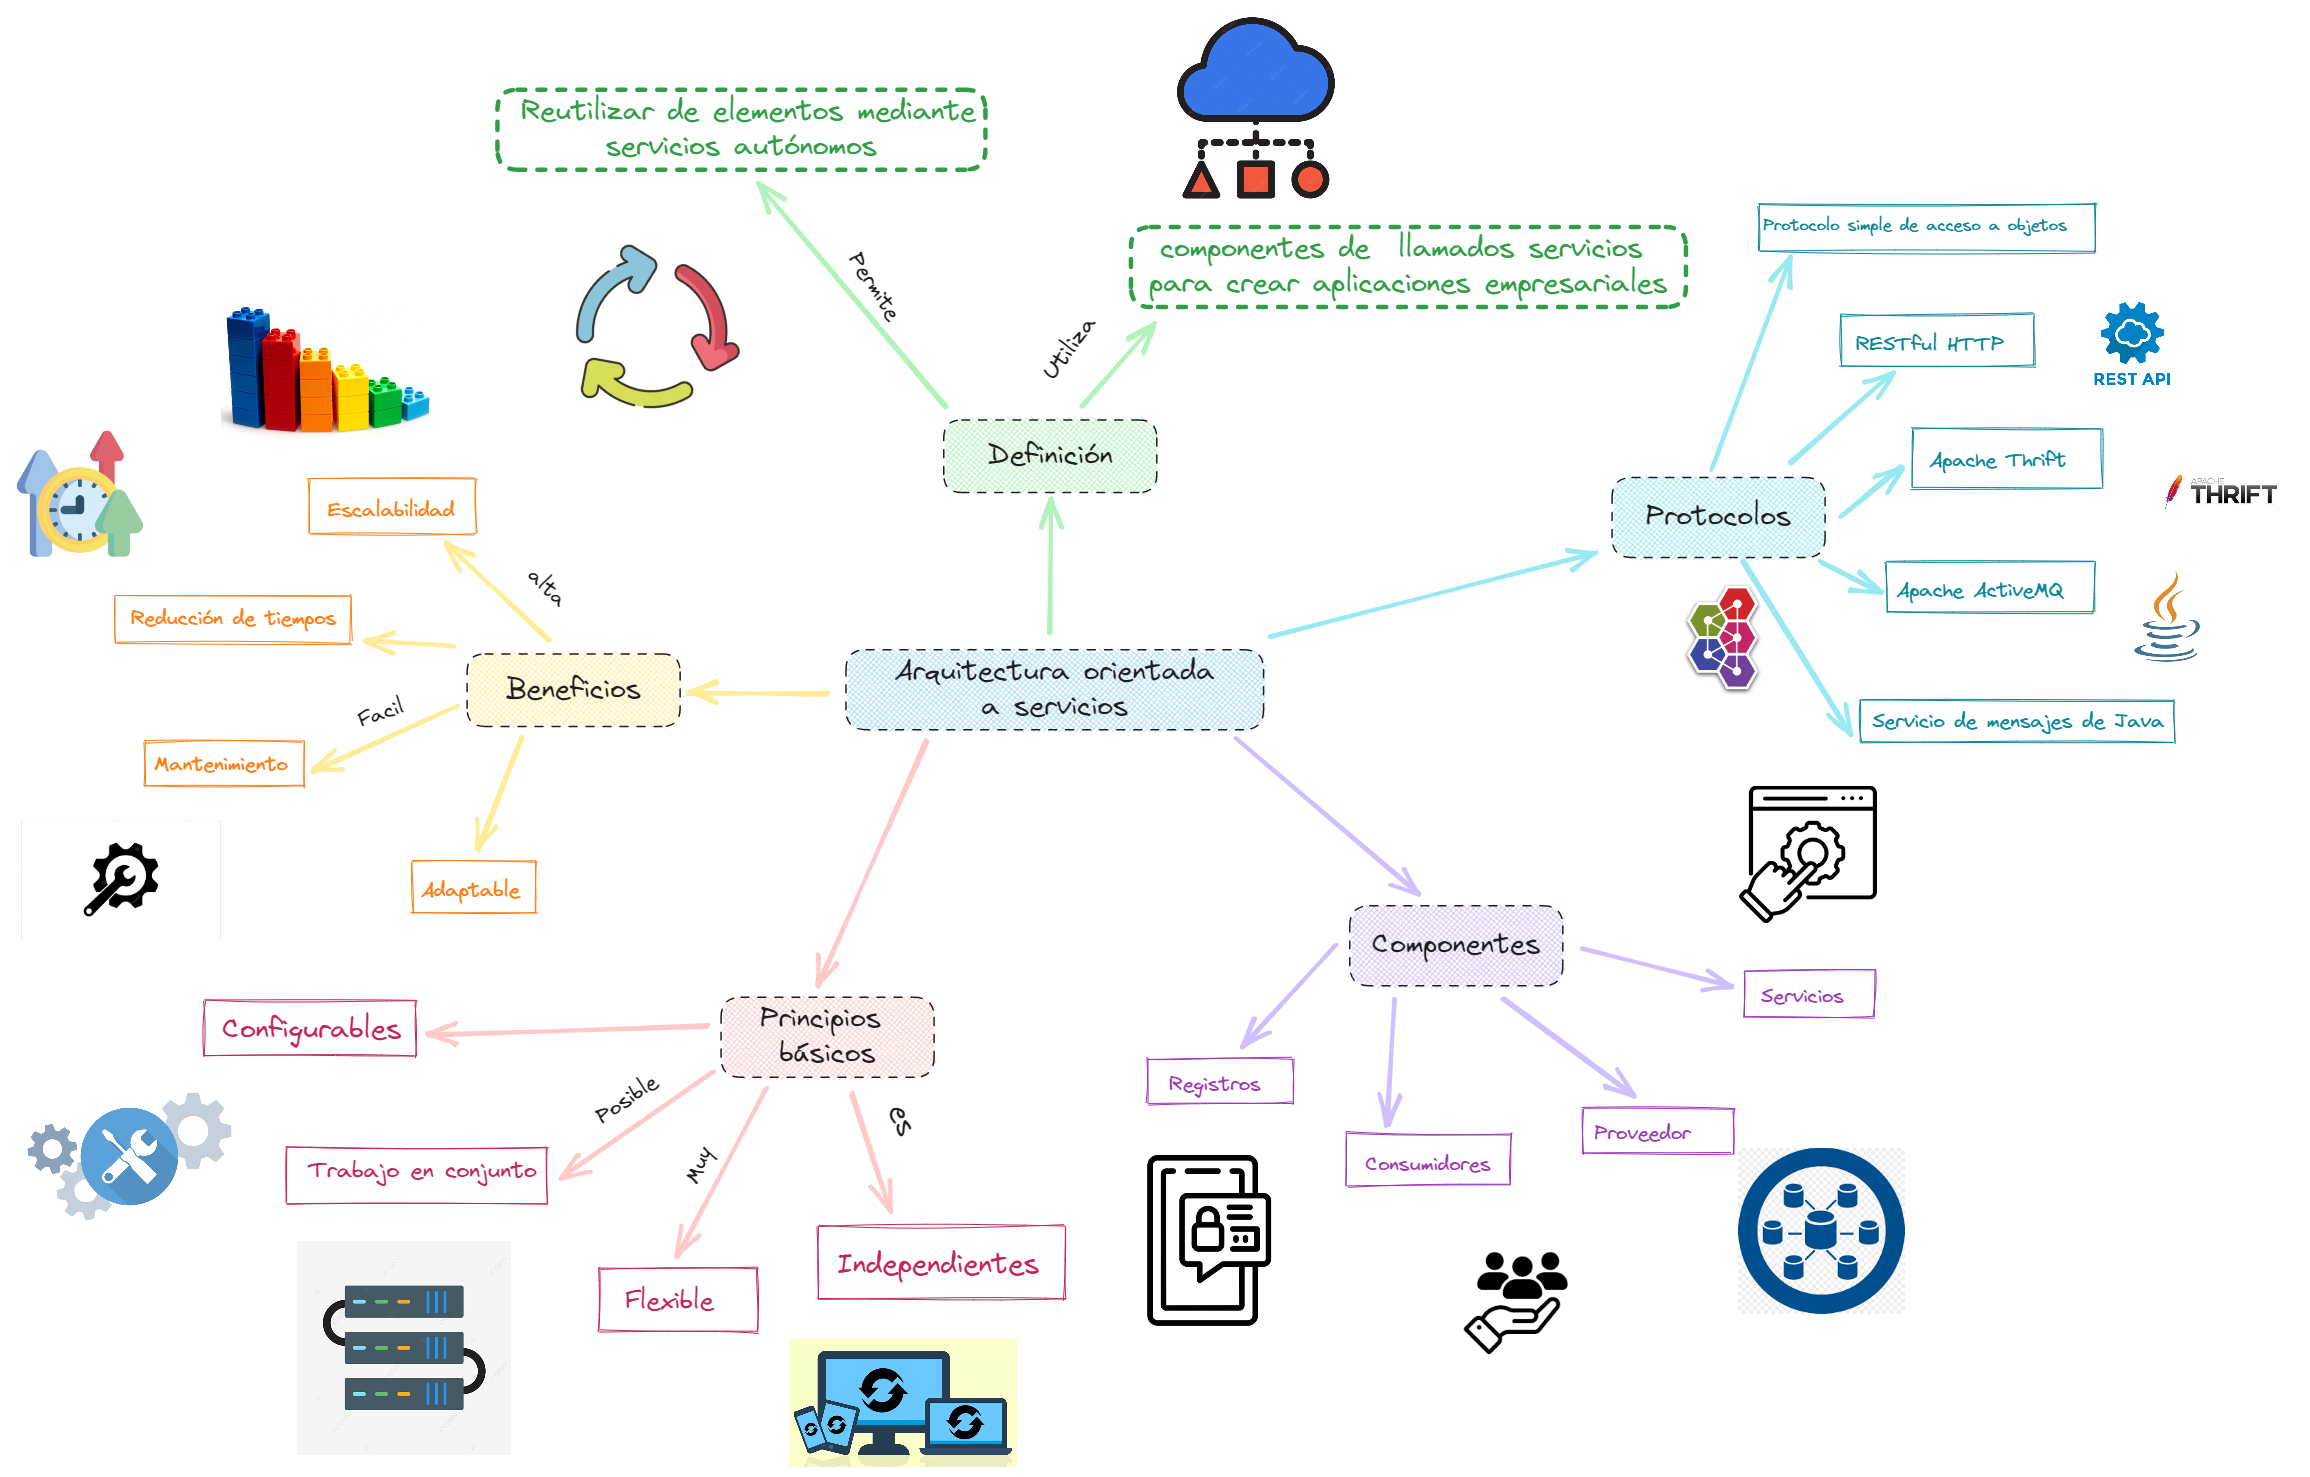 Reutilizar de elementos mediante
servicios autónomos
componentes de llamados servicios
para crear aplicaciones empresariales
Permite
Utiliza
Definición
Protocolo simple de acceso a objetos
RESTful HTTP
REST API
Apache Thrift
APACHE
THRIFT
Protocolos
Apache ActiveMQ
Servicio de mensajes de Java
Escalabilidad
alta
Reducción de tiempos
Beneficios
Facil
Mantenimiento
Adaptable
Arquitectura orientada
a servicios
Componentes
Servicios
Registros
Consumidores
Proveedor
Principios
básicos
Configurables
Posible
Trabajo en conjunto
Muy
Flexible
es
Independientes